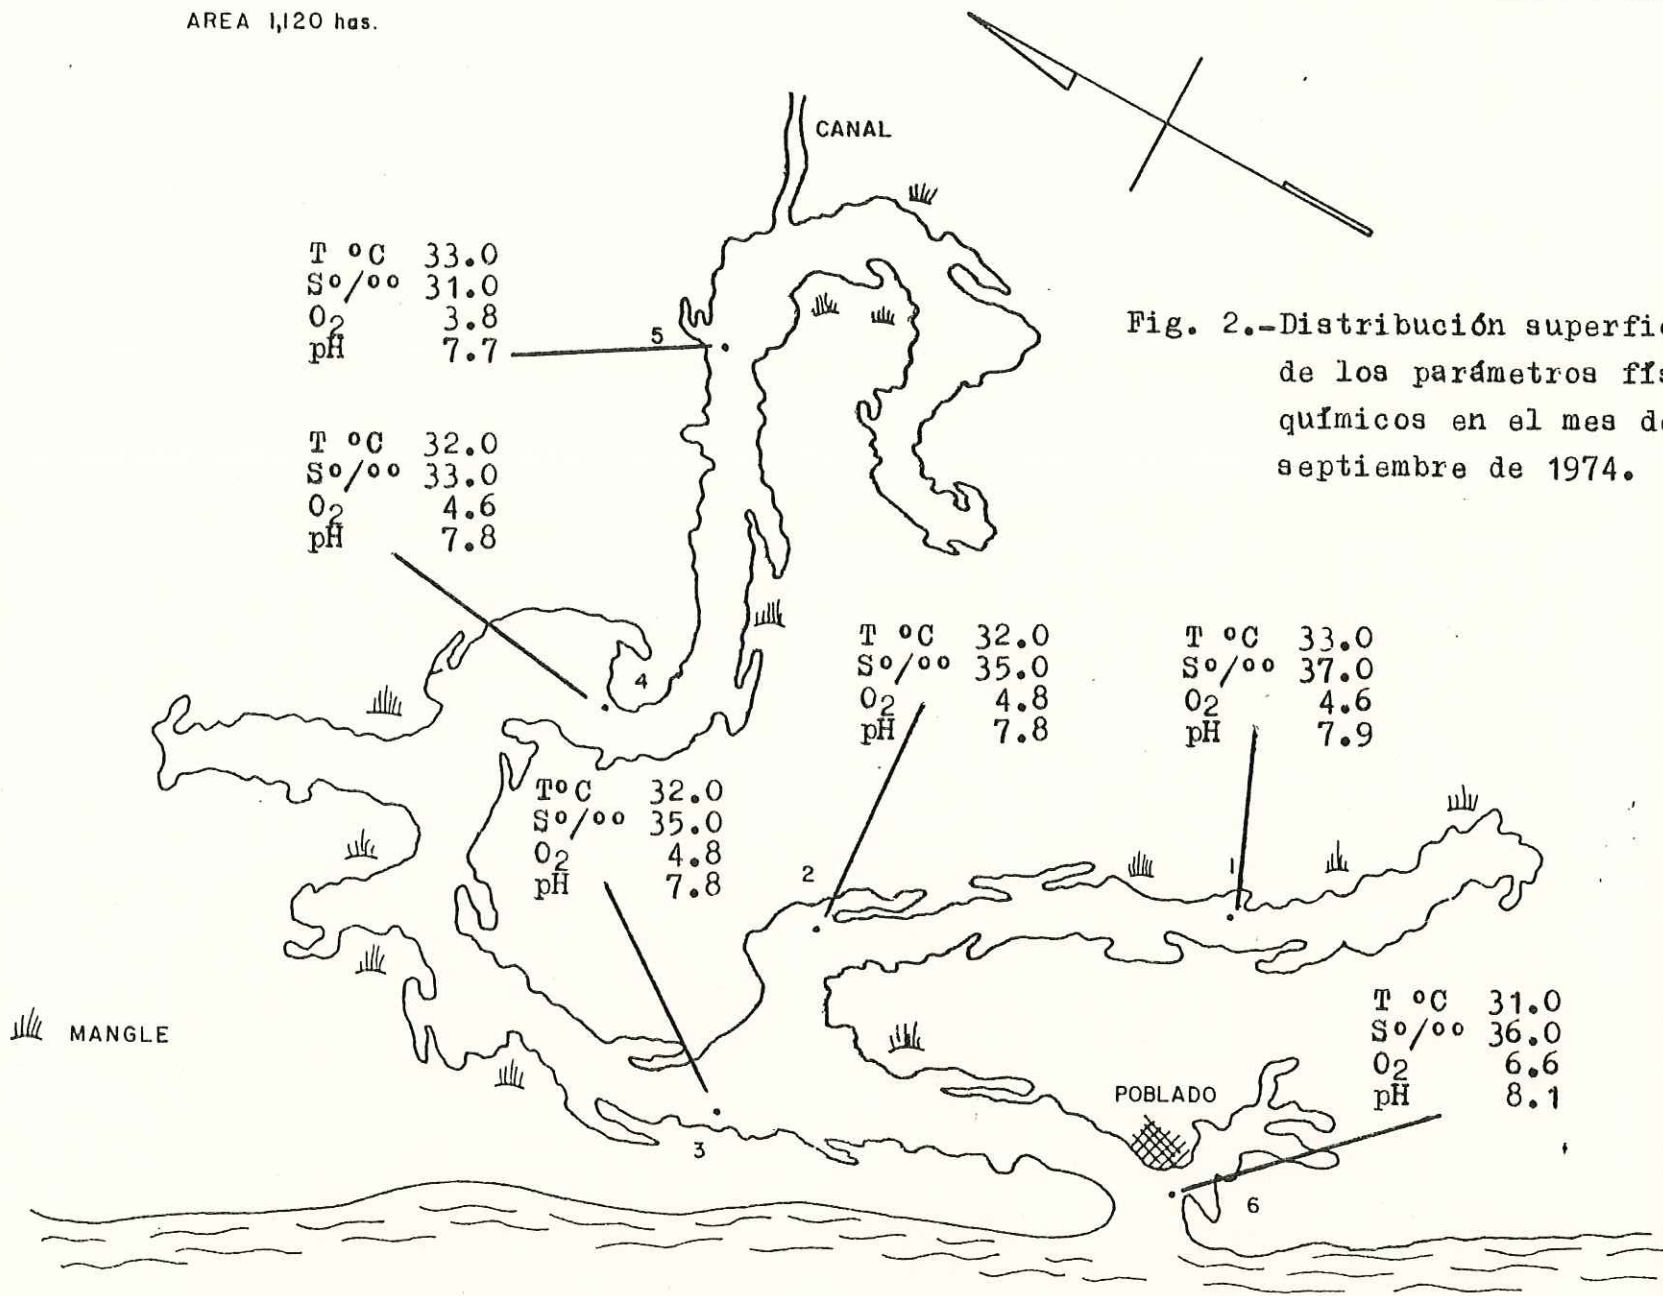 AREA 1,120 has.
CANAL
T °C 33.0
S°/°° 31.0
O2 3.8
pH 7.7
5
Fig. 2.-Distribución superfic
de los parámetros fís
químicos en el mes de
septiembre de 1974.
T °C 32.0
S°/°° 33.0
O2 4.6
pH 7.8
4
T °C 32.0
S°/°° 35.0
O2 4.8
pH 7.8
2
T °C 33.0
S°/°° 37.0
O2 4.6
pH 7.9
1
T°C 32.0
S°/°° 35.0
O2 4.8
pH 7.8
3
MANGLE
T °C 31.0
S°/°° 36.0
O2 6.6
pH 8.1
POBLADO
6